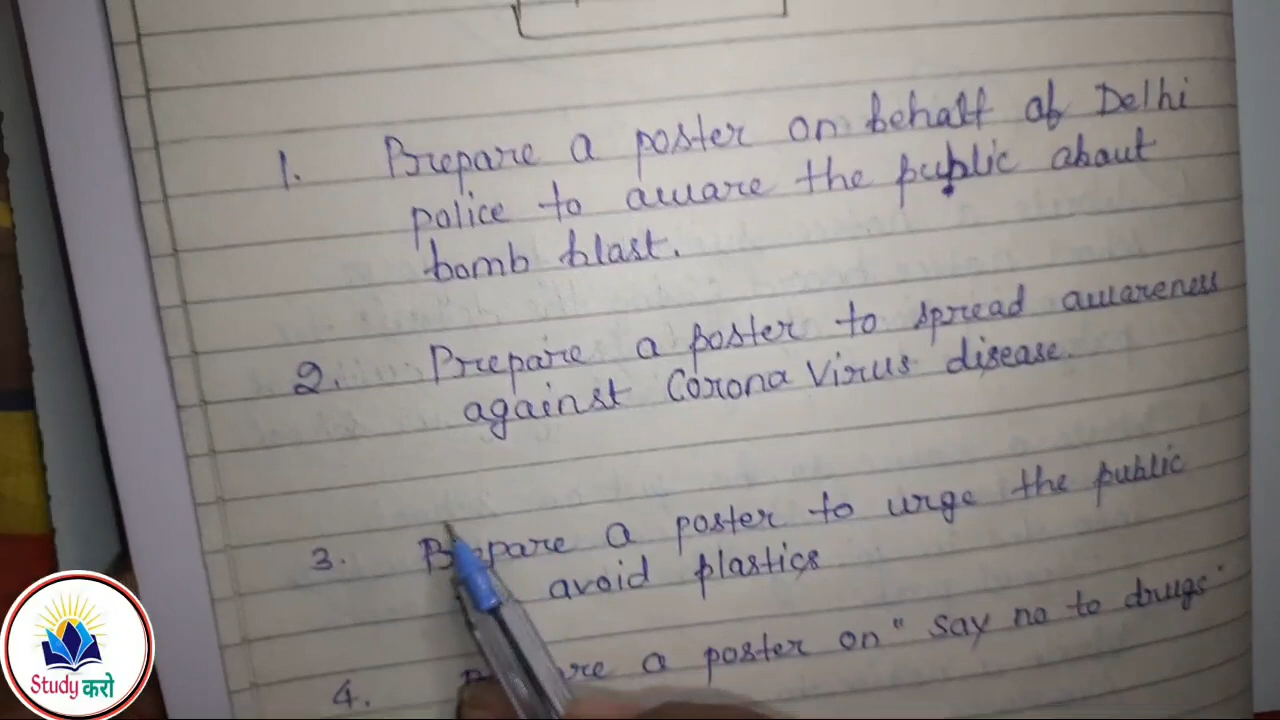 1. Prepare a poster on behalf of Delhi
police to aware the public about
bomb blast.
2. Prepare a poster to spread awareness
against Corona Virus disease.
3. Prepare a poster to urge the public
avoid plastics
4. a poster on "say no to drugs"
Study करो